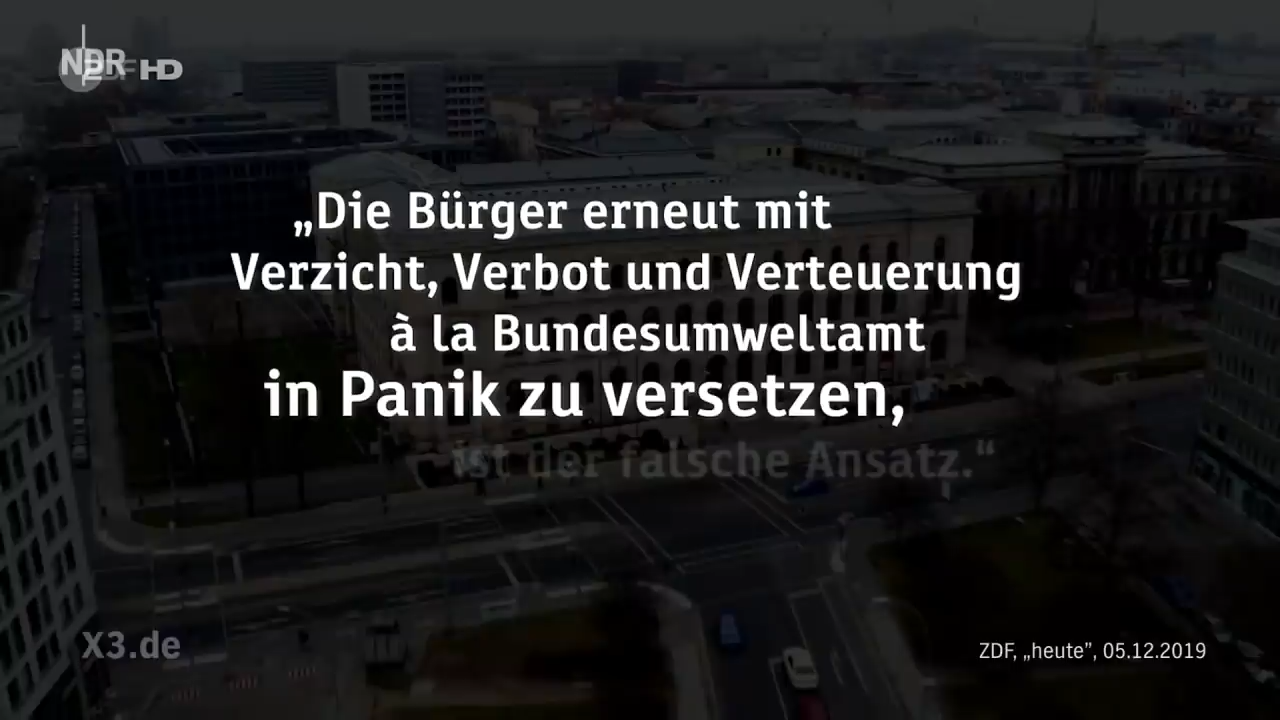 NDR
ZDF HD
„Die Bürger erneut mit
Verzicht, Verbot und Verteuerung
à la Bundesumweltamt
in Panik zu versetzen,
ist der falsche Ansatz.“
X3.de
ZDF, „heute”, 05.12.2019